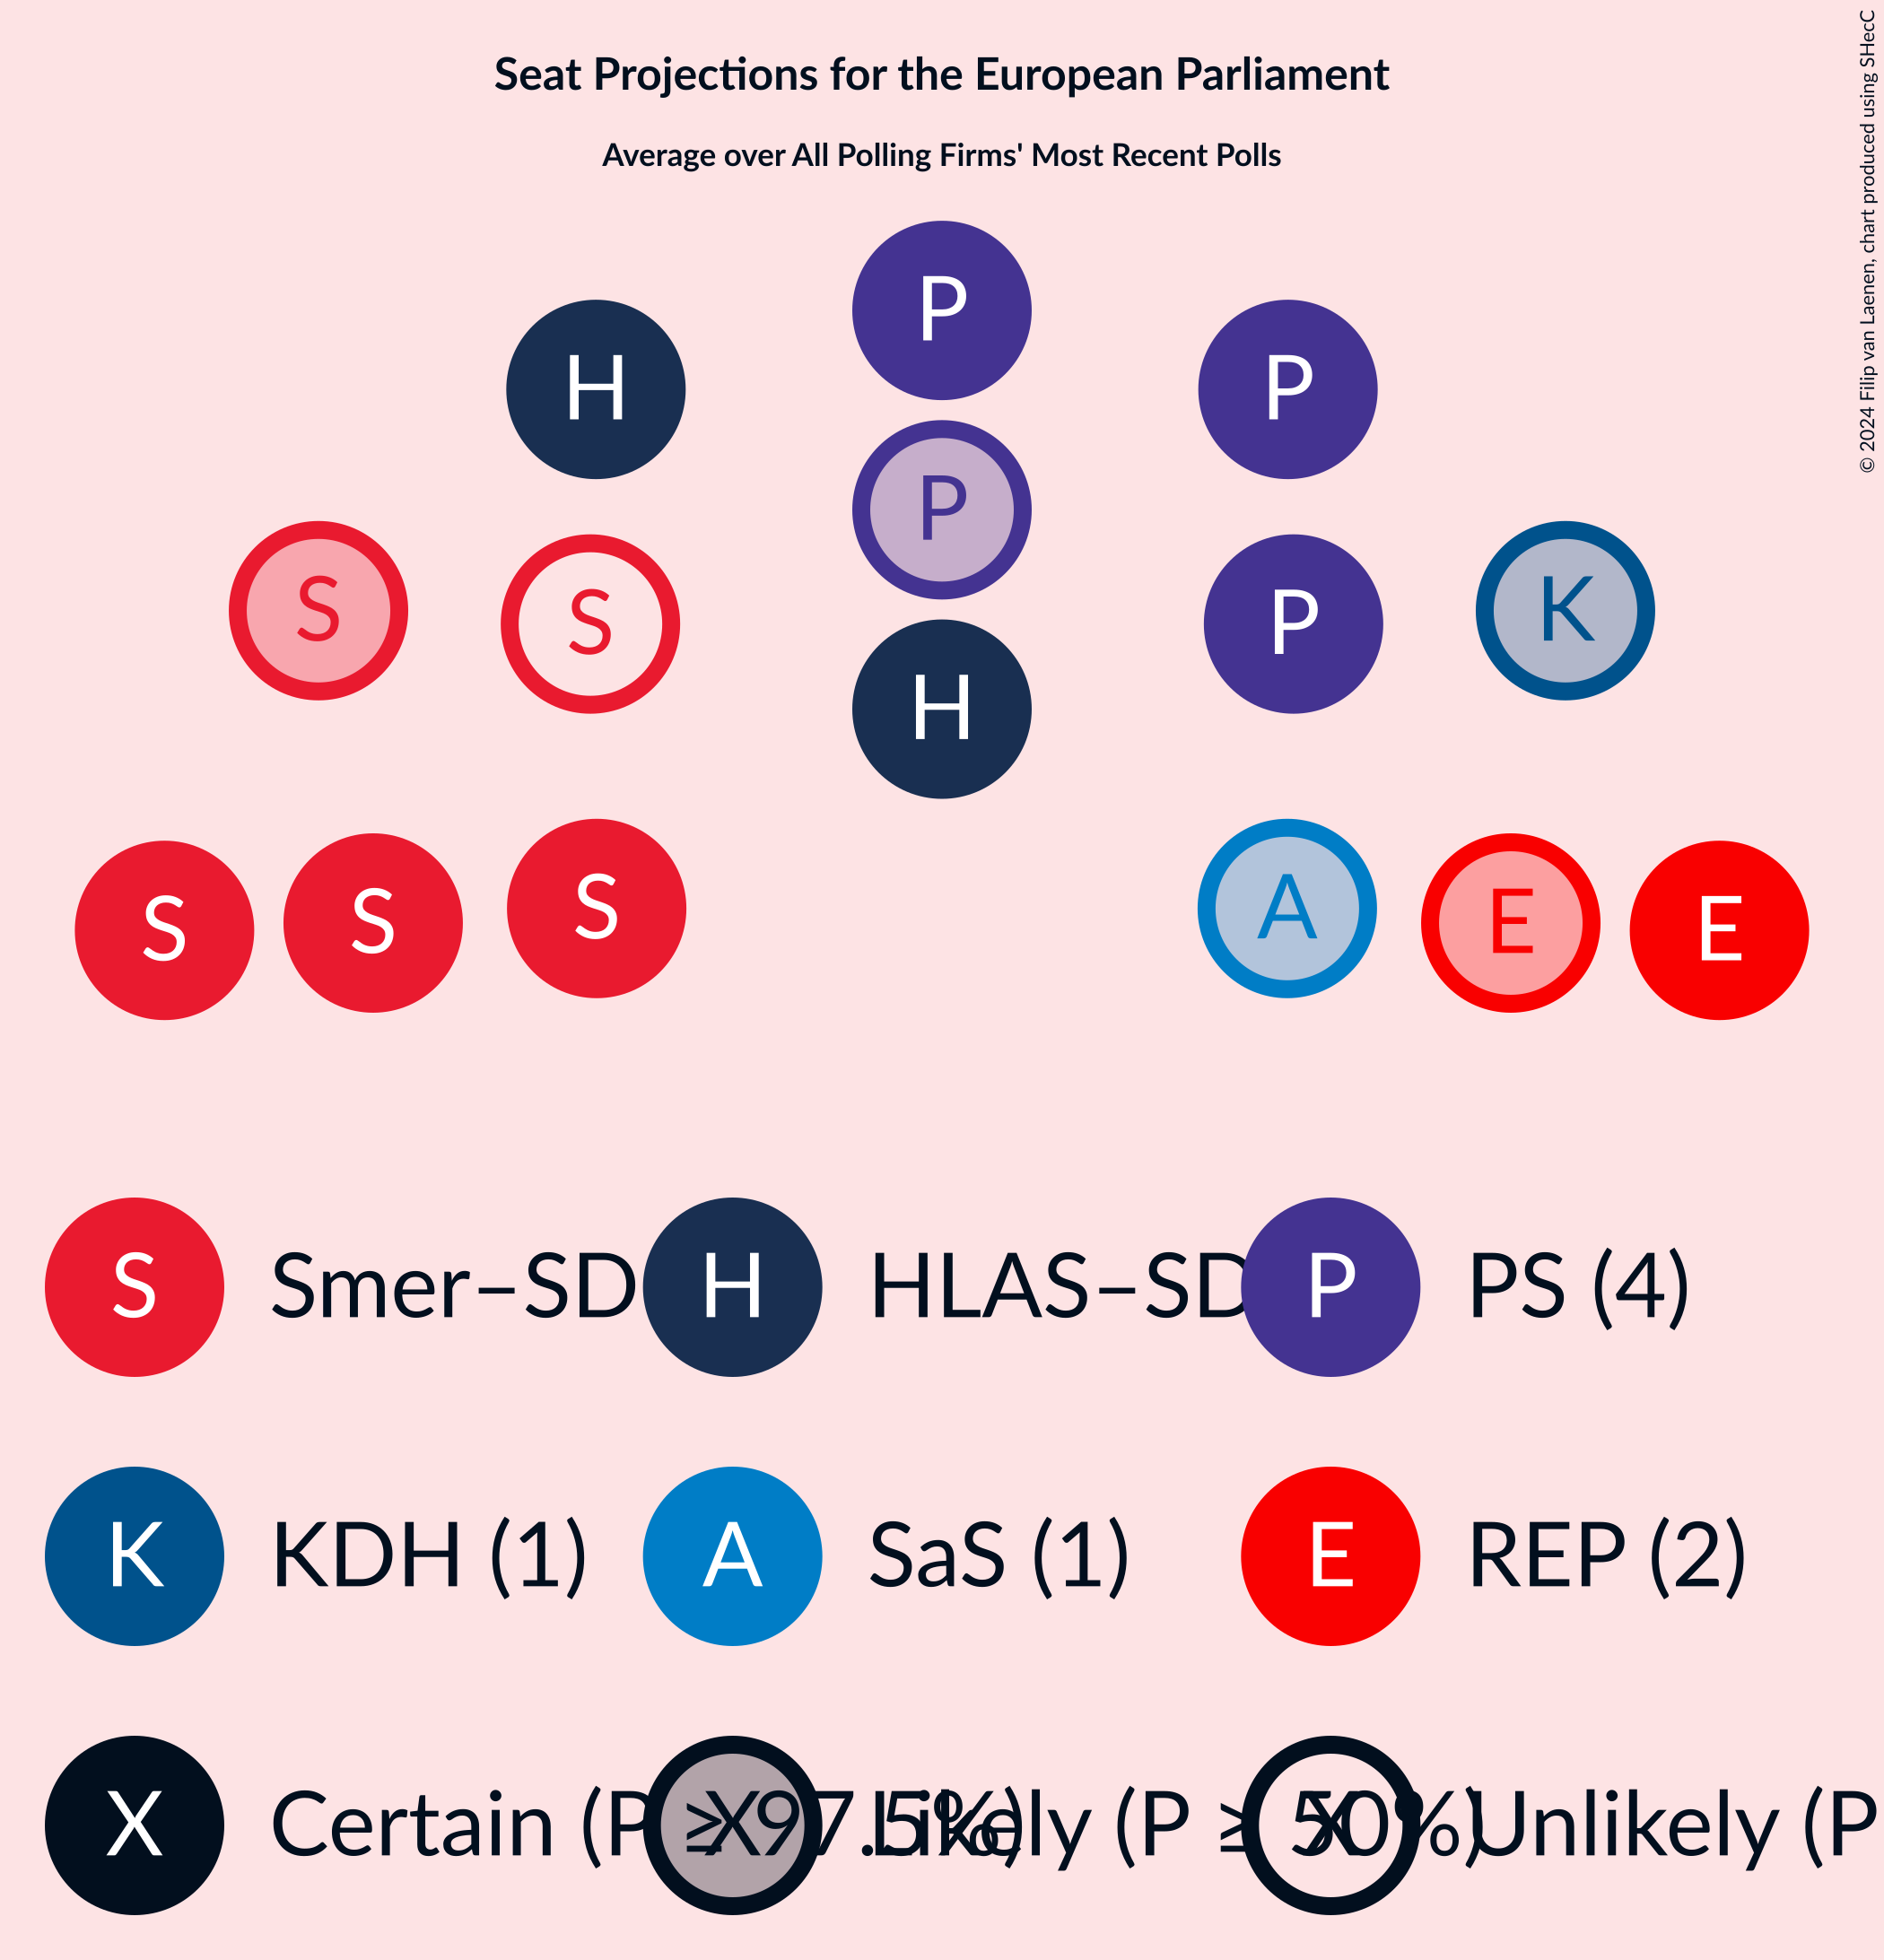 Seat Projections for the European Parliament
Average over All Polling Firms' Most Recent Polls
© 2024 Filip van Laenen, chart produced using SHecC
P
H P P
P
S S P K
H
S S S A E E
S Smer–SD H HLAS–SD P PS (4)
K KDH (1) A SaS (1) E REP (2)
X Certain (P ≥ 97.5%) X Likely (P ≥ 50%) X Unlikely (P